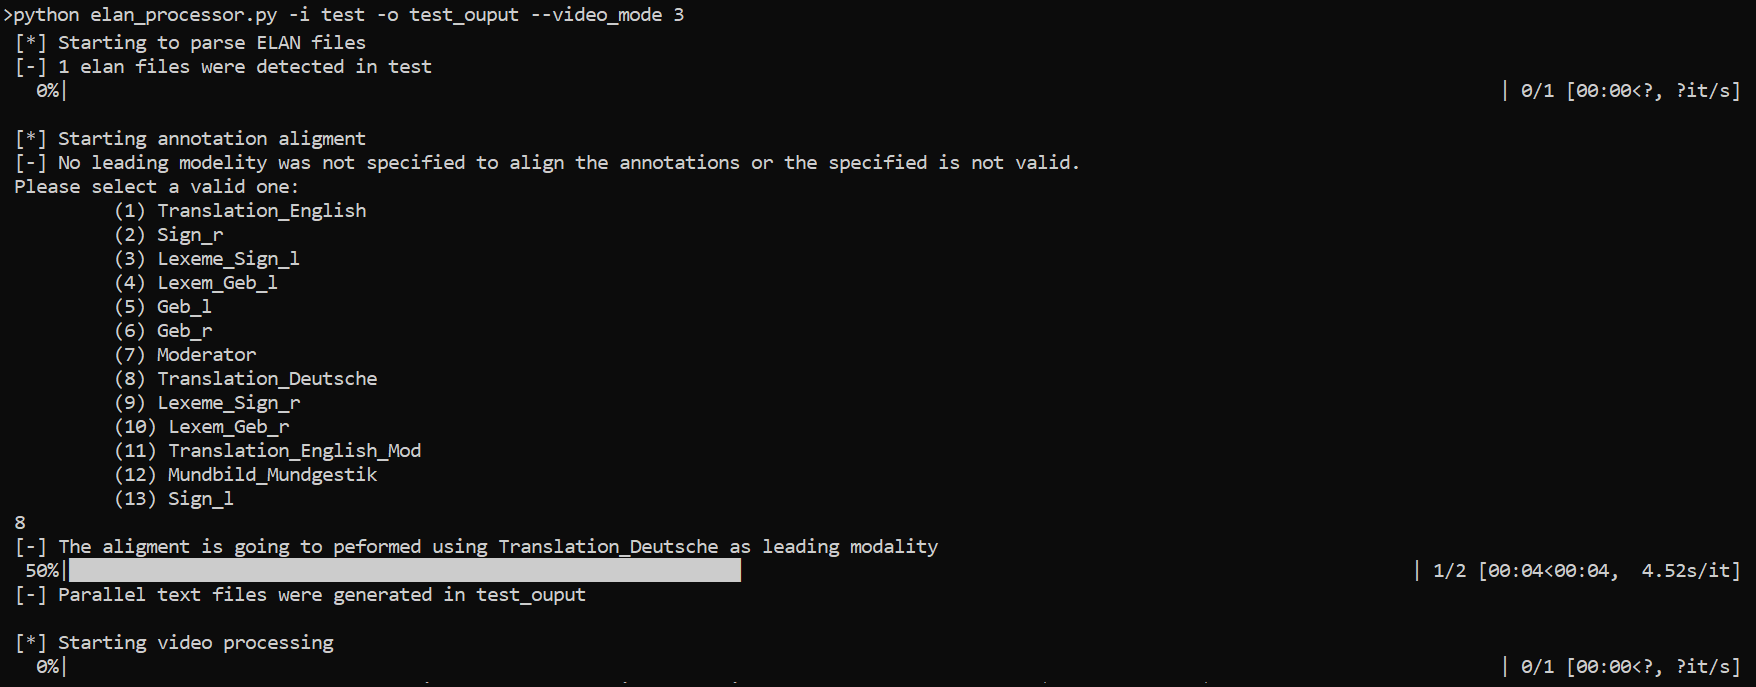 >python elan_processor.py -i test -o test_ouput --video_mode 3
[*] Starting to parse ELAN files
[-] 1 elan files were detected in test
0%| | 0/1 [00:00<?, ?it/s]
[*] Starting annotation aligment
[-] No leading modelity was not specified to align the annotations or the specified is not valid.
Please select a valid one:
(1) Translation_English
(2) Sign_r
(3) Lexeme_Sign_l
(4) Lexem_Geb_l
(5) Geb_l
(6) Geb_r
(7) Moderator
(8) Translation_Deutsche
(9) Lexeme_Sign_r
(10) Lexem_Geb_r
(11) Translation_English_Mod
(12) Mundbild_Mundgestik
(13) Sign_l
8
[-] The aligment is going to peformed using Translation_Deutsche as leading modality
50%| | 1/2 [00:04<00:04, 4.52s/it]
[-] Parallel text files were generated in test_ouput
[*] Starting video processing
0%| | 0/1 [00:00<?, ?it/s]